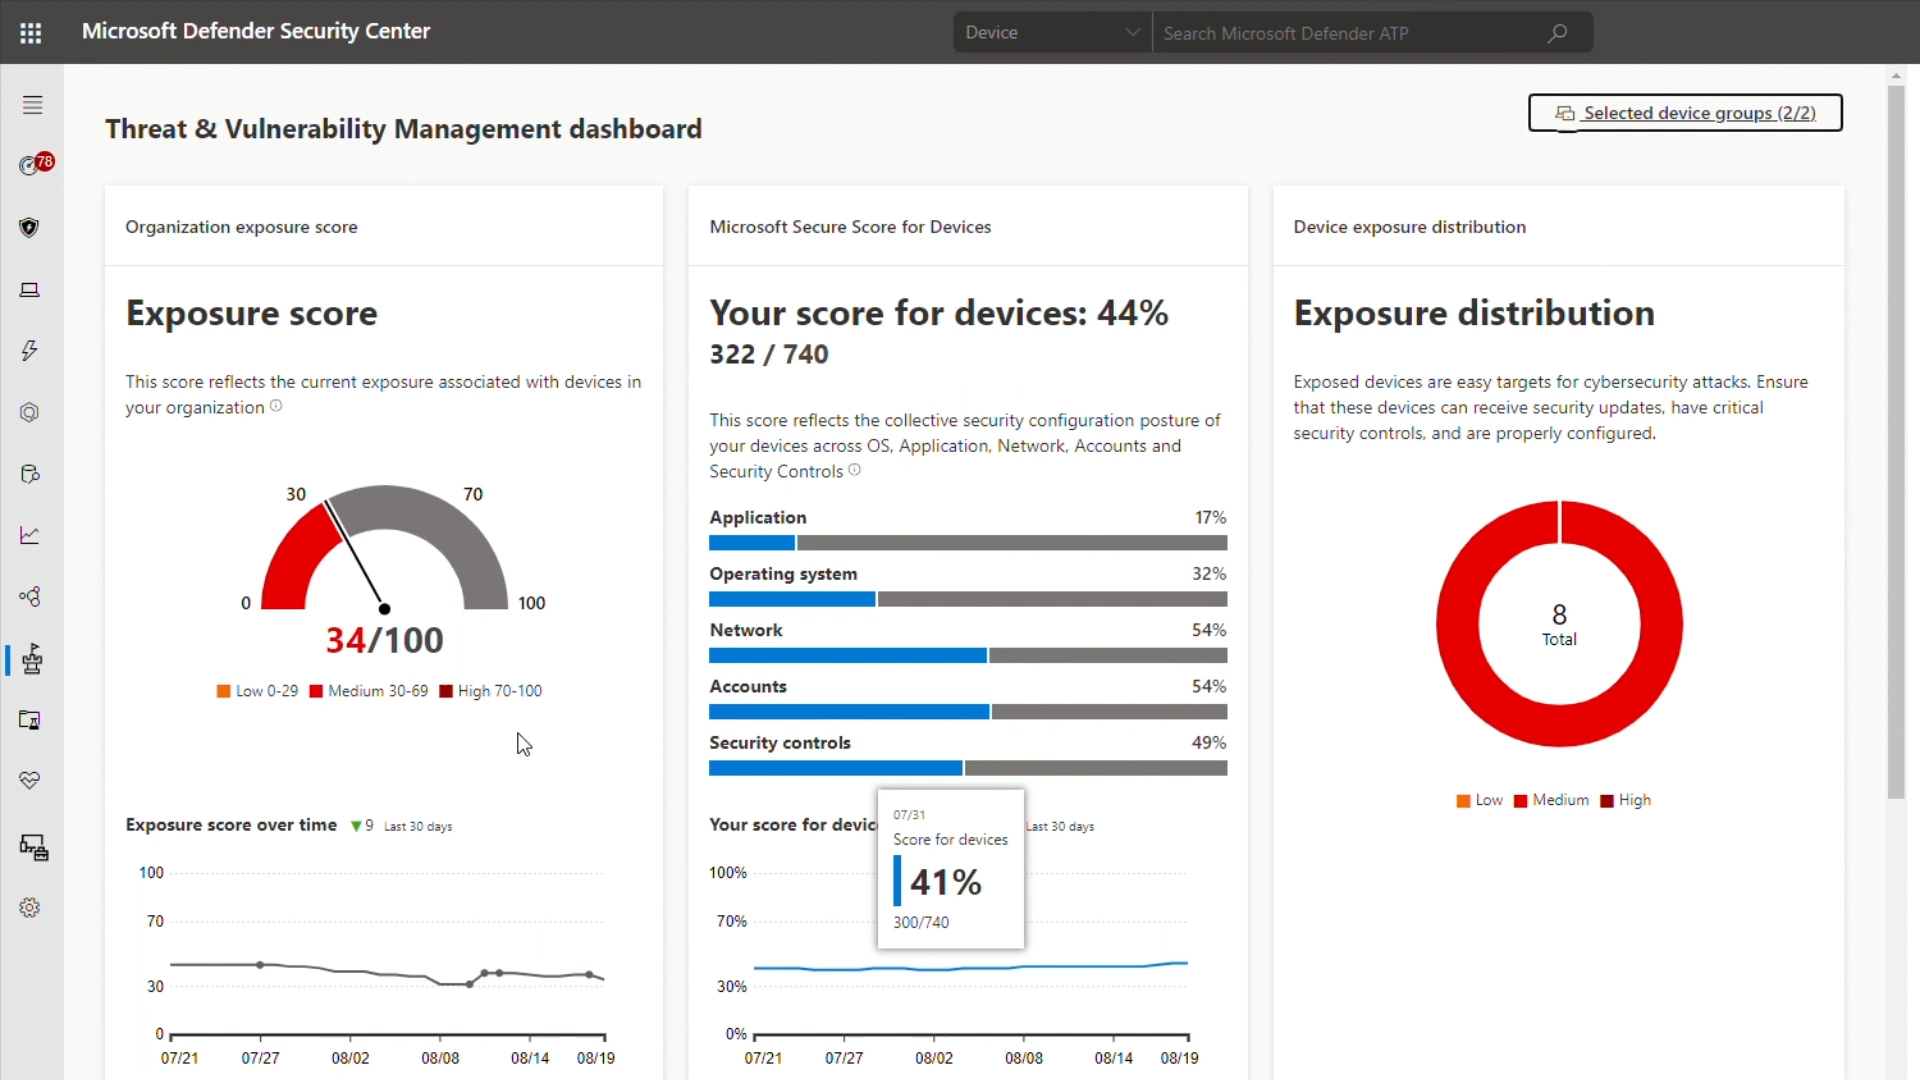 Microsoft Defender Security Center
Device
Search Microsoft Defender ATP
78
Threat & Vulnerability Management dashboard
Selected device groups (2/2)
Organization exposure score
Exposure score
This score reflects the current exposure associated with devices in
your organization
30
70
0
100
34/100
Low 0-29
Medium 30-69
High 70-100
Exposure score over time
9
Last 30 days
100
70
30
0
07/21
07/27
08/02
08/08
08/14
08/19
Microsoft Secure Score for Devices
Your score for devices: 44%
322 / 740
This score reflects the collective security configuration posture of
your devices across OS, Application, Network, Accounts and
Security Controls
Application 17%
Operating system 32%
Network 54%
Accounts 54%
Security controls 49%
Your score for
Last 30 days
07/31
Score for devices
41%
300/740
100%
70%
30%
0%
07/21
07/27
08/02
08/08
08/14
08/19
Device exposure distribution
Exposure distribution
Exposed devices are easy targets for cybersecurity attacks. Ensure
that these devices can receive security updates, have critical
security controls, and are properly configured.
8
Total
Low
Medium
High